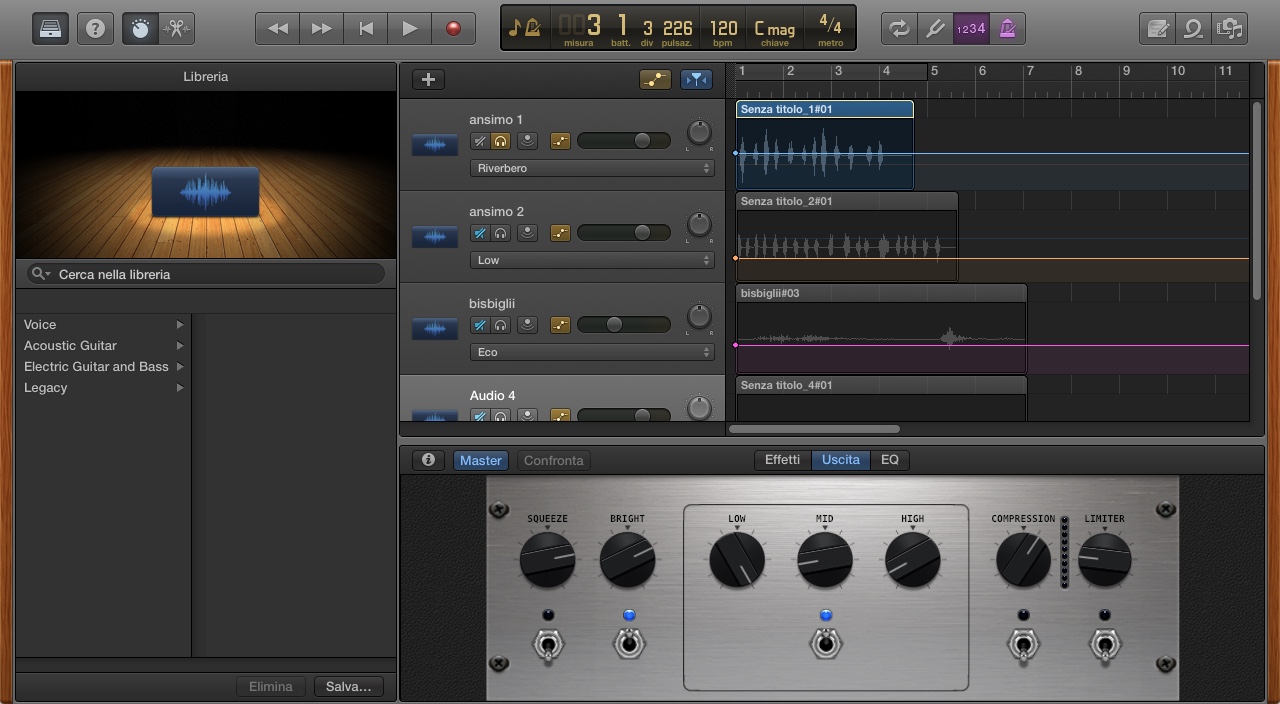 ? 1234
003 1 3 226 120 C mag 4/4
misura batt. div pulsaz. bpm chiave metro
Libreria
1 2 3 4 5 6 7 8 9 10 11
Senza titolo_1#01
ansimo 1
L R
Riverbero
Senza titolo_2#01
ansimo 2
L R
Low
Cerca nella libreria
bisbiglii#03
bisbiglii
L R
Eco
Voice
Acoustic Guitar
Electric Guitar and Bass
Legacy
Senza titolo_4#01
Audio 4
Master Confronta Effetti Uscita EQ
SQUEEZE BRIGHT LOW MID HIGH COMPRESSION LIMITER
Elimina Salva...